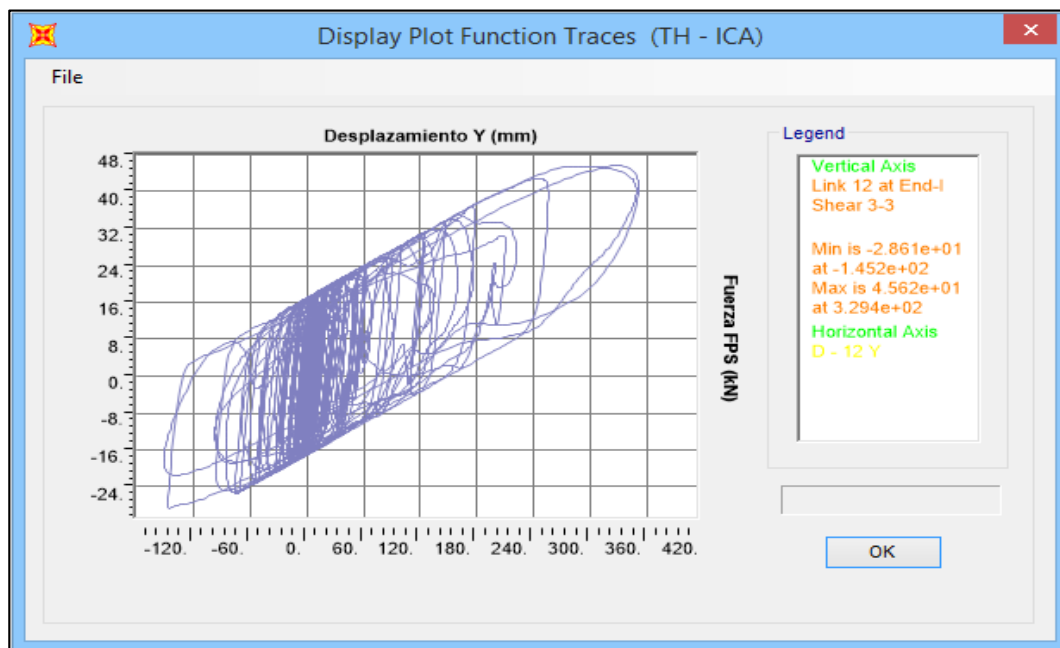 Display Plot Function Traces (TH - ICA)
File
Desplazamiento Y (mm)
48.
40.
32.
24.
16.
8.
0.
-8.
-16.
-24.
-120. -60. 0. 60. 120. 180. 240. 300. 360. 420.
Fuerza FPS (kN)
Legend
Vertical Axis
Link 12 at End-I
Shear 3-3
Min is -2.861e+01
at -1.452e+02
Max is 4.562e+01
at 3.294e+02
Horizontal Axis
D - 12 Y
OK